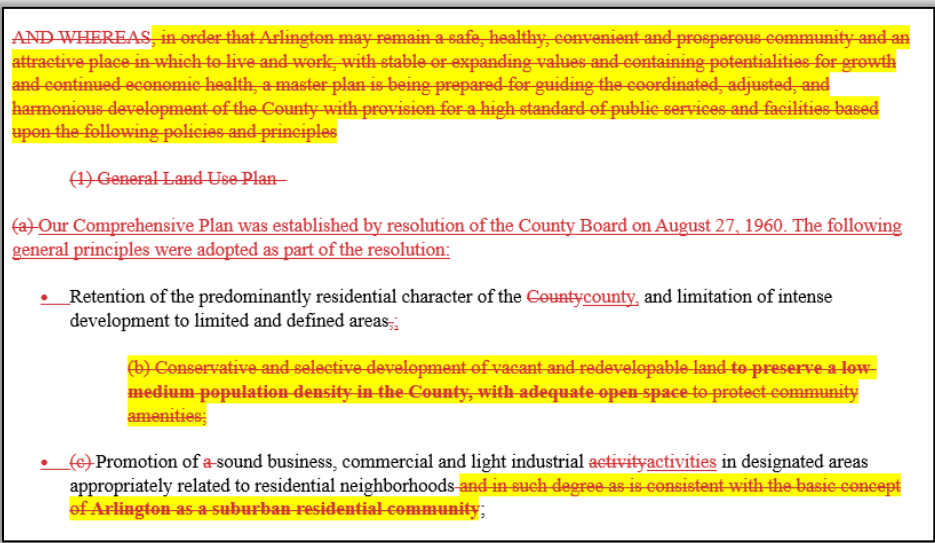 AND WHEREAS, in order that Arlington may remain a safe, healthy, convenient and prosperous community and an
attractive place in which to live and work, with stable or expanding values and containing potentialities for growth
and continued economic health, a master plan is being prepared for guiding the coordinated, adjusted, and
harmonious development of the County with provision for a high standard of public services and facilities based
upon the following policies and principles
(1) General Land Use Plan
(a) Our Comprehensive Plan was established by resolution of the County Board on August 27, 1960. The following
general principles were adopted as part of the resolution:
• Retention of the predominantly residential character of the Countycounty, and limitation of intense
development to limited and defined areas,;
(b) Conservative and selective development of vacant and redevelopable land to preserve a low
medium population density in the County, with adequate open space to protect community
amenities;
• (c) Promotion of a sound business, commercial and light industrial activityactivities in designated areas
appropriately related to residential neighborhoods and in such degree as is consistent with the basic concept
of Arlington as a suburban residential community;